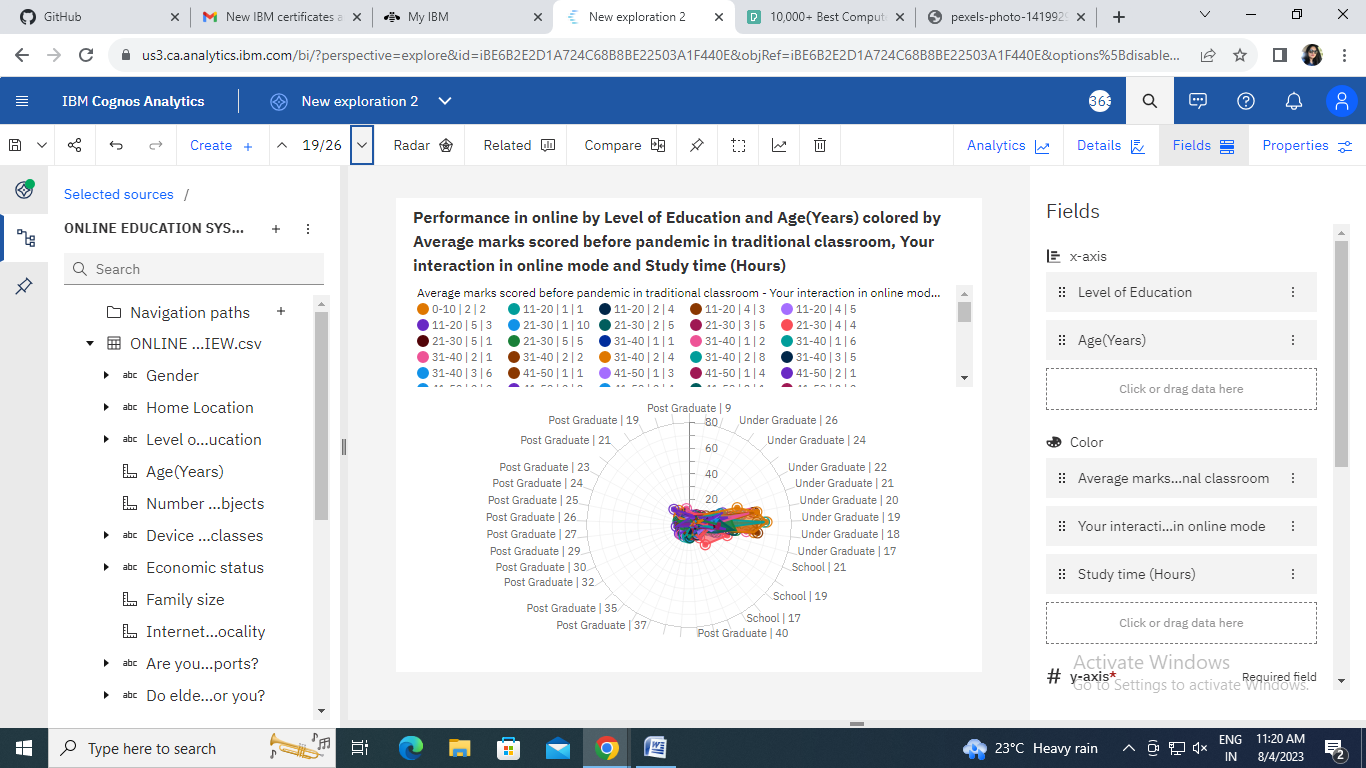 GitHub
New IBM certificates a
My IBM
New exploration 2
10,000+ Best Comput
pexels-photo-1419925
us3.ca.analytics.ibm.com/bi/?perspective=explore&id=iBE6B2E2D1A724C68B8BE22503A1F440E&objRef=iBE6B2E2D1A724C68B8BE22503A1F440E&options%5Bdisable...
IBM Cognos Analytics
New exploration 2
363
Create +
19/26
Radar
Related
Compare
Analytics
Details
Fields
Properties
Selected sources /
ONLINE EDUCATION SYS...
Search
Navigation paths
ONLINE ...IEW.csv
abc Gender
abc Home Location
abc Level o...ucation
Age(Years)
Number ...bjects
abc Device ...classes
abc Economic status
Family size
Internet...ocality
abc Are you...ports?
abc Do elde...or you?
Performance in online by Level of Education and Age(Years) colored by
Average marks scored before pandemic in traditional classroom, Your
interaction in online mode and Study time (Hours)
Average marks scored before pandemic in traditional classroom - Your interaction in online mod...
0-10 | 2 | 2 11-20 | 1 | 1 11-20 | 2 | 4 11-20 | 4 | 3 11-20 | 4 | 5
11-20 | 5 | 3 21-30 | 1 | 10 21-30 | 2 | 5 21-30 | 3 | 5 21-30 | 4 | 4
21-30 | 5 | 1 21-30 | 5 | 5 31-40 | 1 | 1 31-40 | 1 | 2 31-40 | 1 | 6
31-40 | 2 | 1 31-40 | 2 | 2 31-40 | 2 | 4 31-40 | 2 | 8 31-40 | 3 | 5
31-40 | 3 | 6 41-50 | 1 | 1 41-50 | 1 | 3 41-50 | 1 | 4 41-50 | 2 | 1
Post Graduate | 9
Post Graduate | 19
Under Graduate | 26
Post Graduate | 21
Under Graduate | 24
Post Graduate | 23
Under Graduate | 22
Post Graduate | 24
Under Graduate | 21
Post Graduate | 25
Under Graduate | 20
Post Graduate | 26
Under Graduate | 19
Post Graduate | 27
Under Graduate | 18
Post Graduate | 29
Under Graduate | 17
Post Graduate | 30
School | 21
Post Graduate | 32
School | 19
Post Graduate | 35
School | 17
Post Graduate | 37
Post Graduate | 40
80
60
40
20
Fields
x-axis
Level of Education
Age(Years)
Click or drag data here
Color
Average marks...nal classroom
Your interacti...in online mode
Study time (Hours)
Click or drag data here
y-axis*
Required field
Activate Windows
Go to Settings to activate Windows.
Type here to search
23°C Heavy rain
ENG
IN
11:20 AM
8/4/2023
2